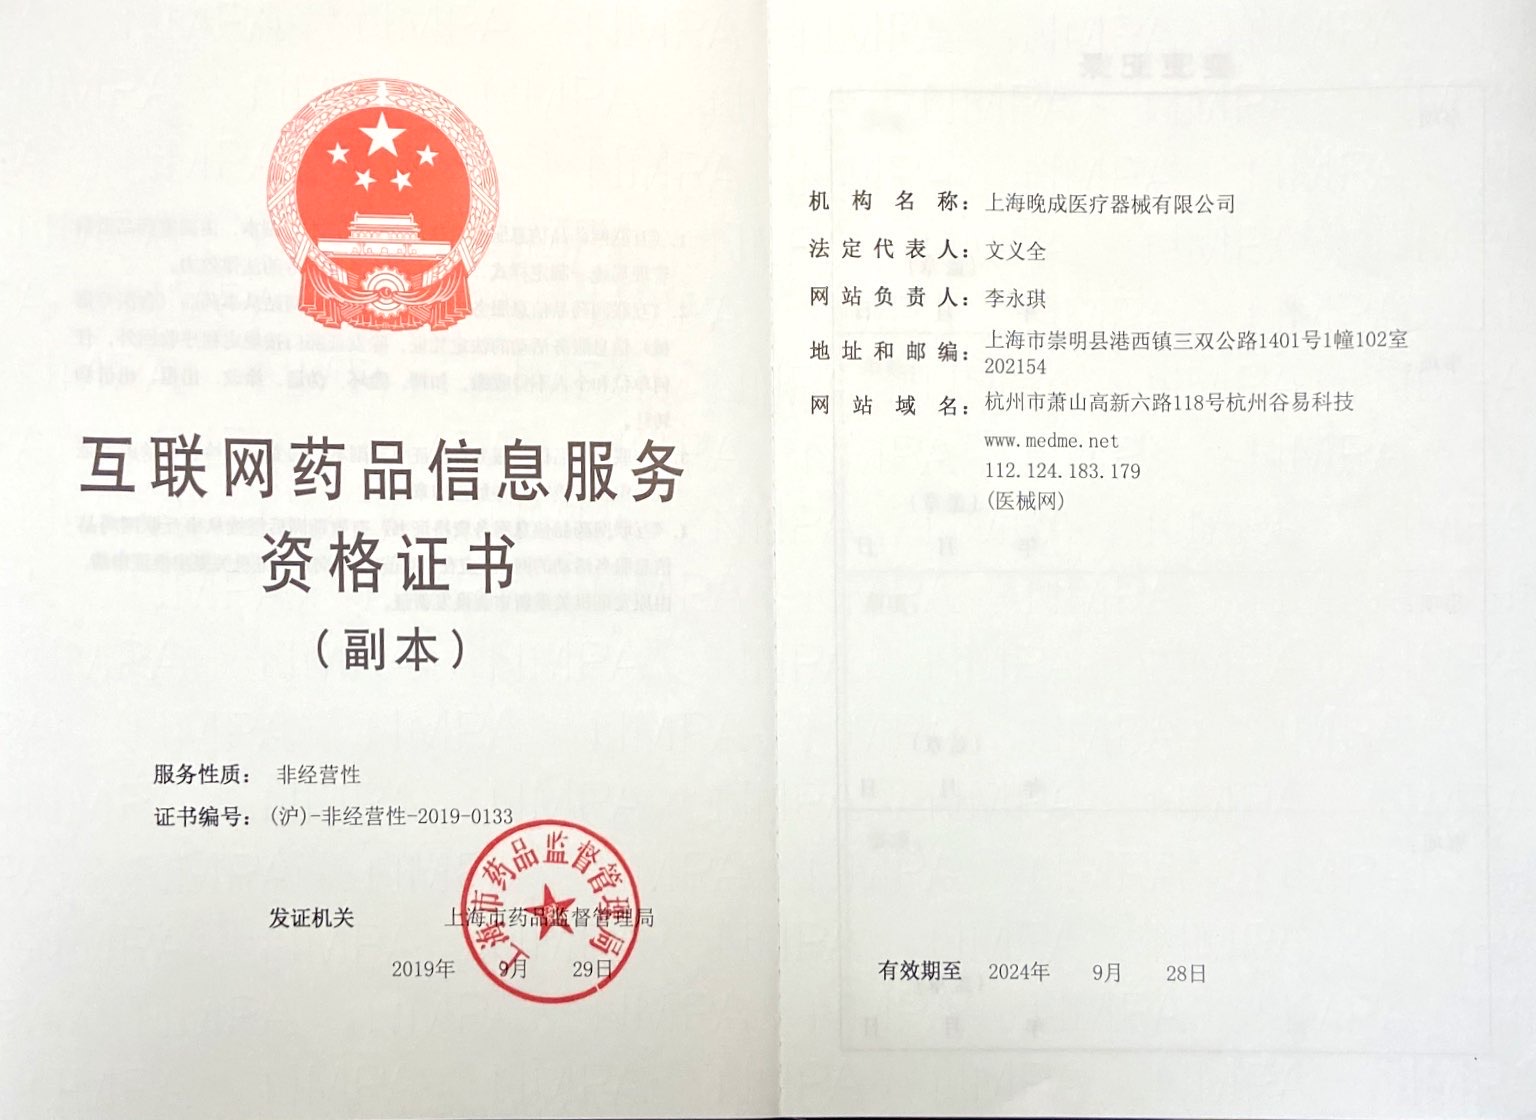 互联网药品信息服务
资格证书
（副本）
服务性质： 非经营性
证书编号： (沪)-非经营性-2019-0133
发证机关 上海市药品监督管理局
2019年 9月 29日
上海市药品监督管理局
机构名称： 上海晚成医疗器械有限公司
法定代表人： 文义全
网站负责人： 李永琪
地址和邮编： 上海市崇明县港西镇三双公路1401号1幢102室
202154
网站域名： 杭州市萧山高新六路118号杭州谷易科技
www.medme.net
112.124.183.179
(医械网)
有效期至 2024年 9月 28日